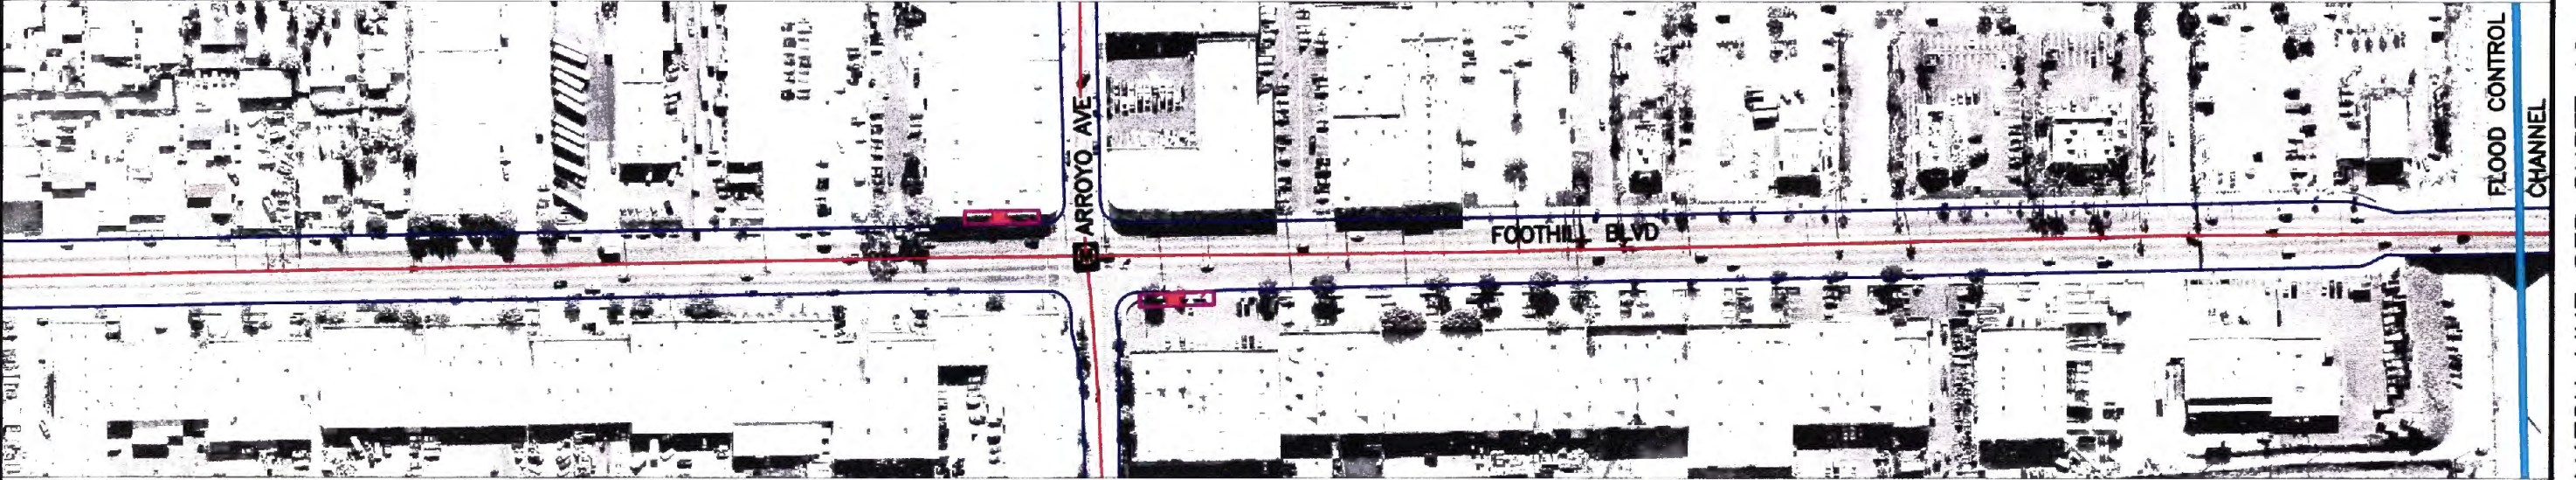 ARROYO AVE
FOOTHILL BLVD
FLOOD CONTROL
CHANNEL